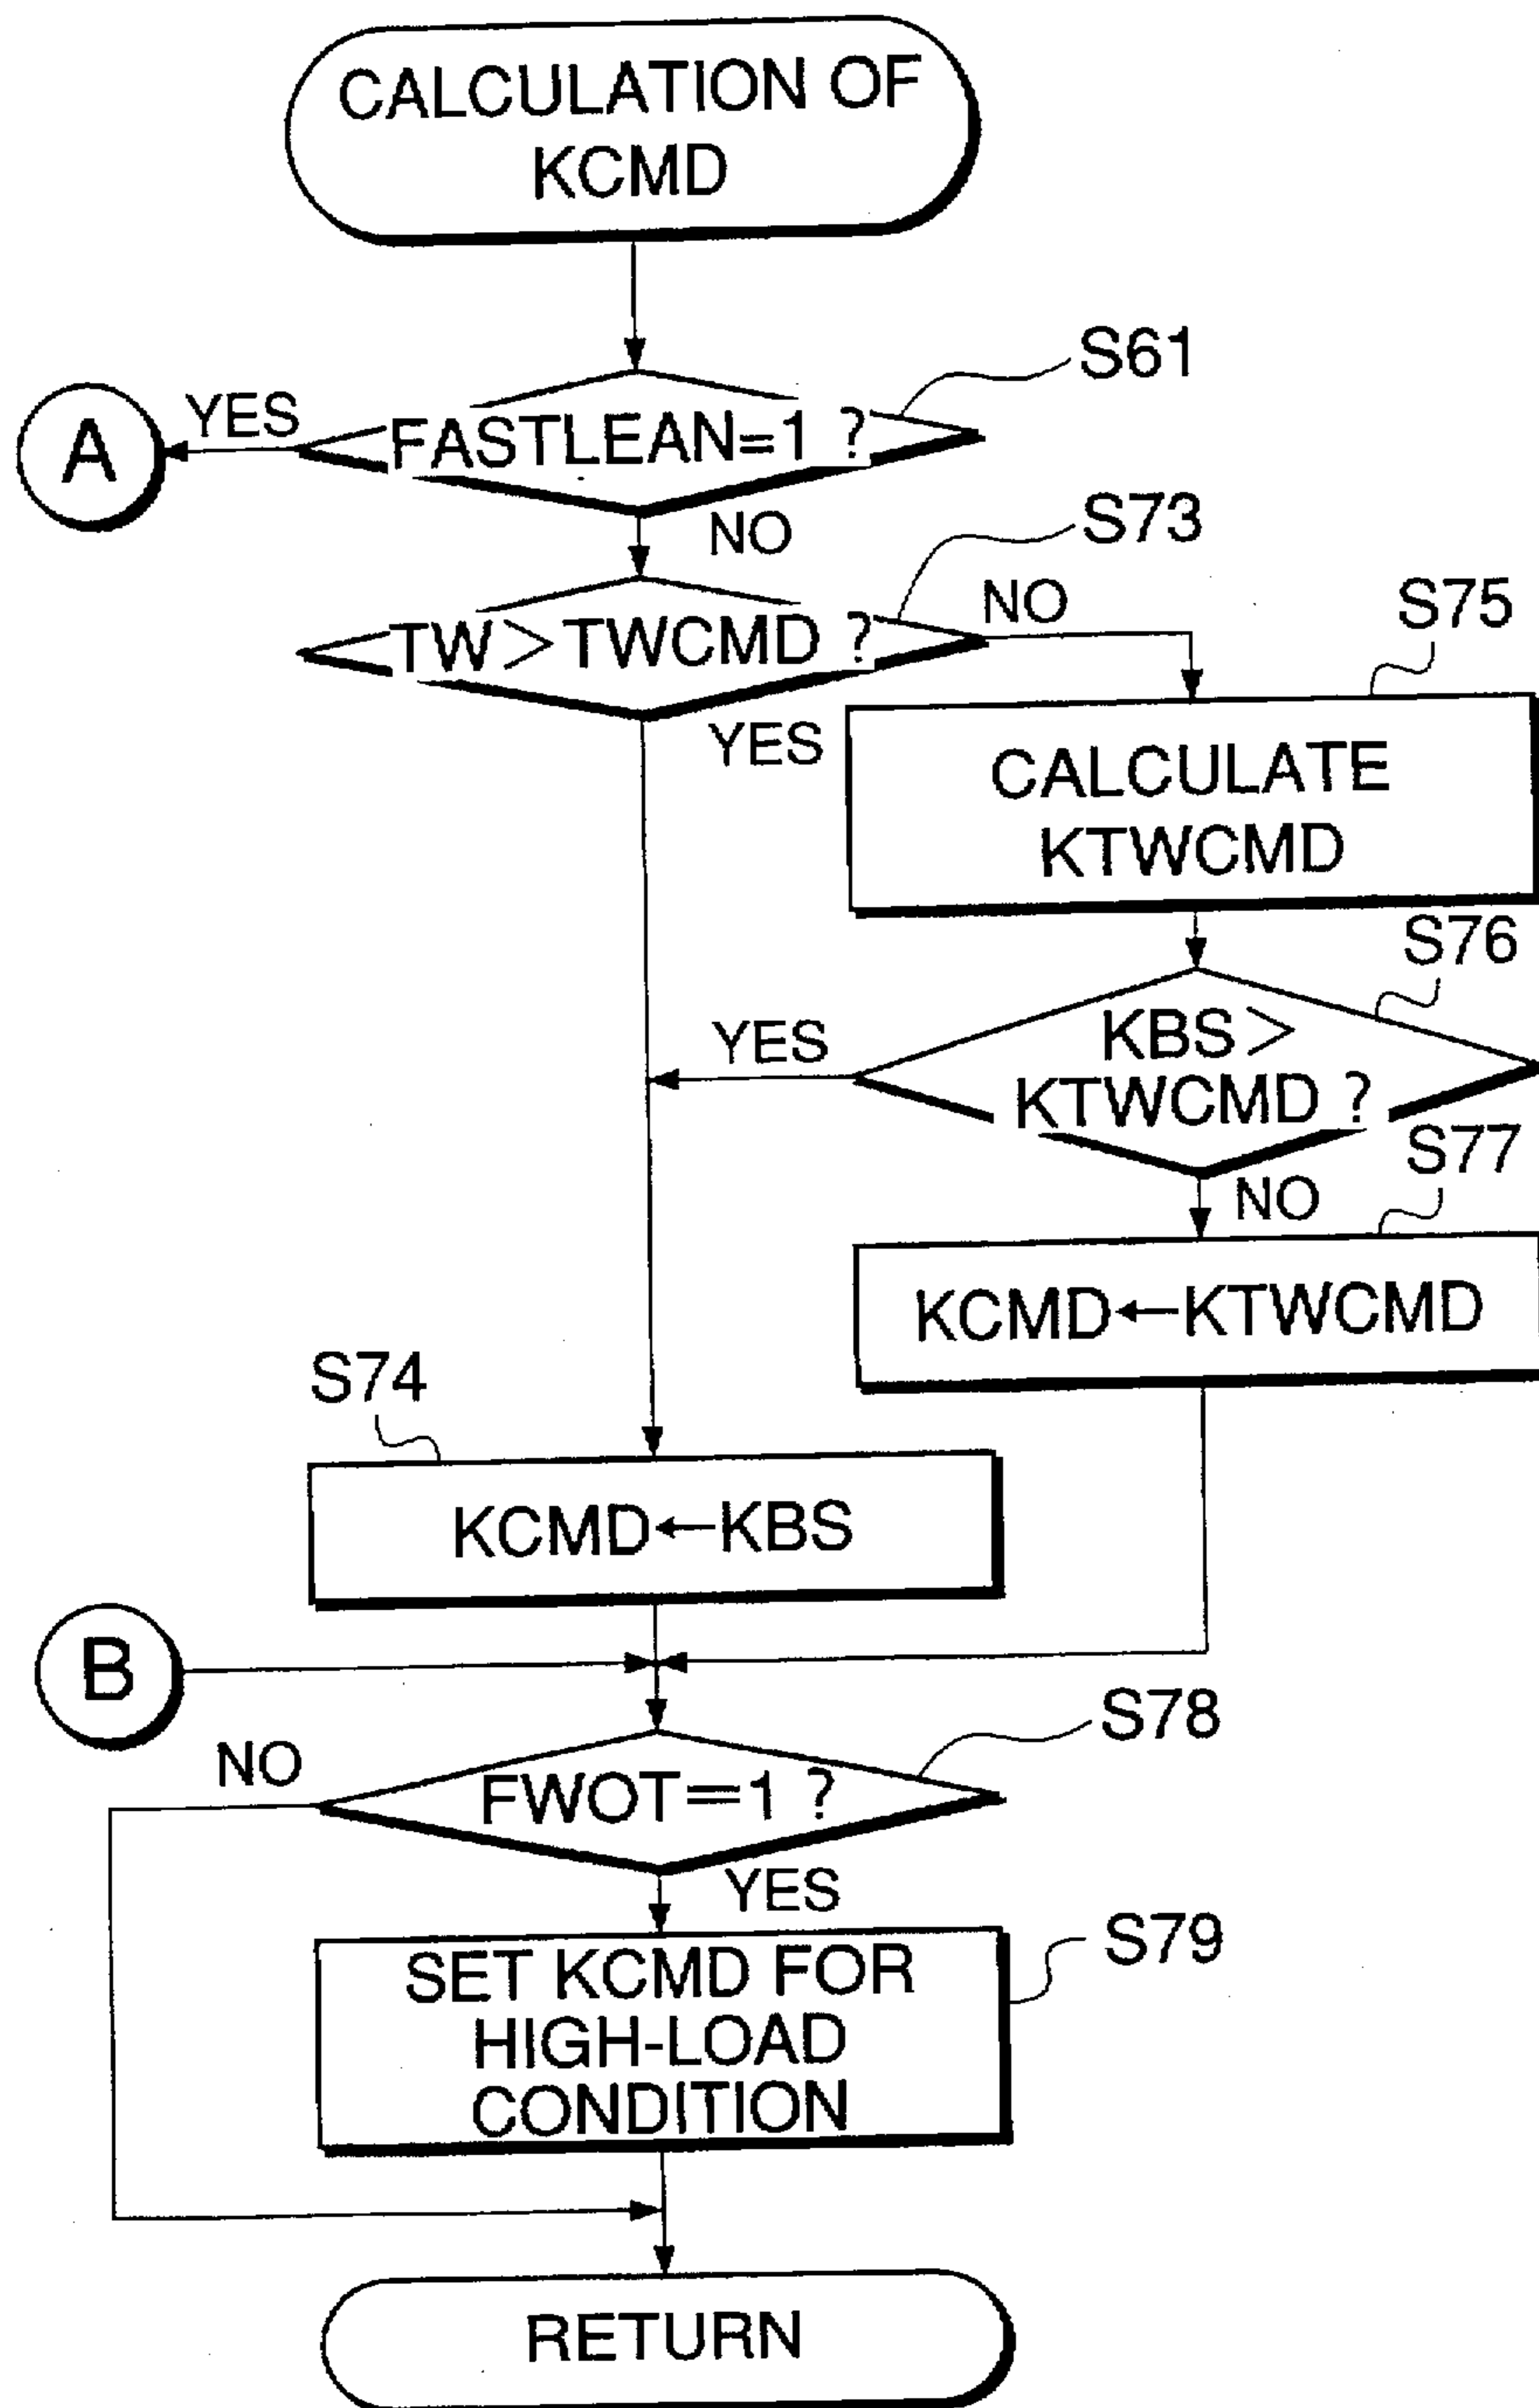 CALCULATION OF
KCMD
S61
A
YES
FASTLEAN=1 ?
NO
S73
TW>TWCMD ?
NO
S75
YES
CALCULATE
KTWCMD
S76
YES
KBS>
KTWCMD ?
S77
NO
KCMD←KTWCMD
S74
KCMD←KBS
B
S78
NO
FWOT=1 ?
YES
S79
SET KCMD FOR
HIGH-LOAD
CONDITION
RETURN